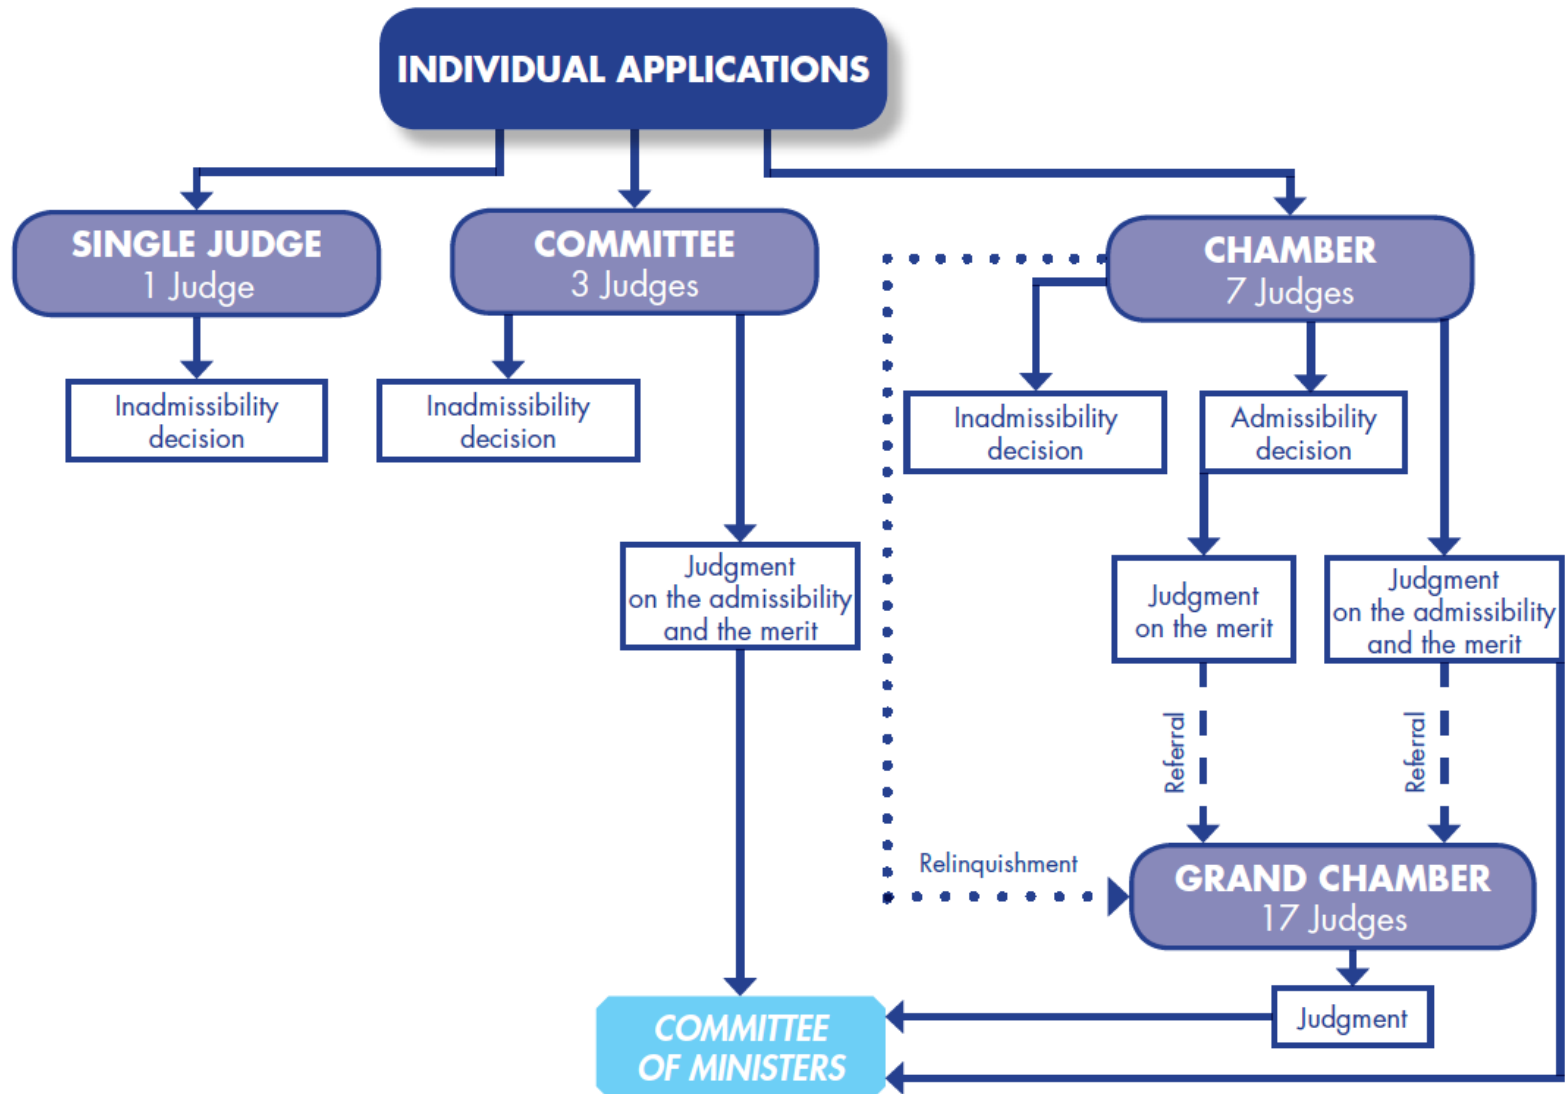 INDIVIDUAL APPLICATIONS
SINGLE JUDGE
1 Judge
COMMITTEE
3 Judges
CHAMBER
7 Judges
Inadmissibility
decision
Inadmissibility
decision
Inadmissibility
decision
Admissibility
decision
Judgment
on the admissibility
and the merit
Judgment
on the merit
Judgment
on the admissibility
and the merit
Referral
Referral
Relinquishment
GRAND CHAMBER
17 Judges
Judgment
COMMITTEE
OF MINISTERS